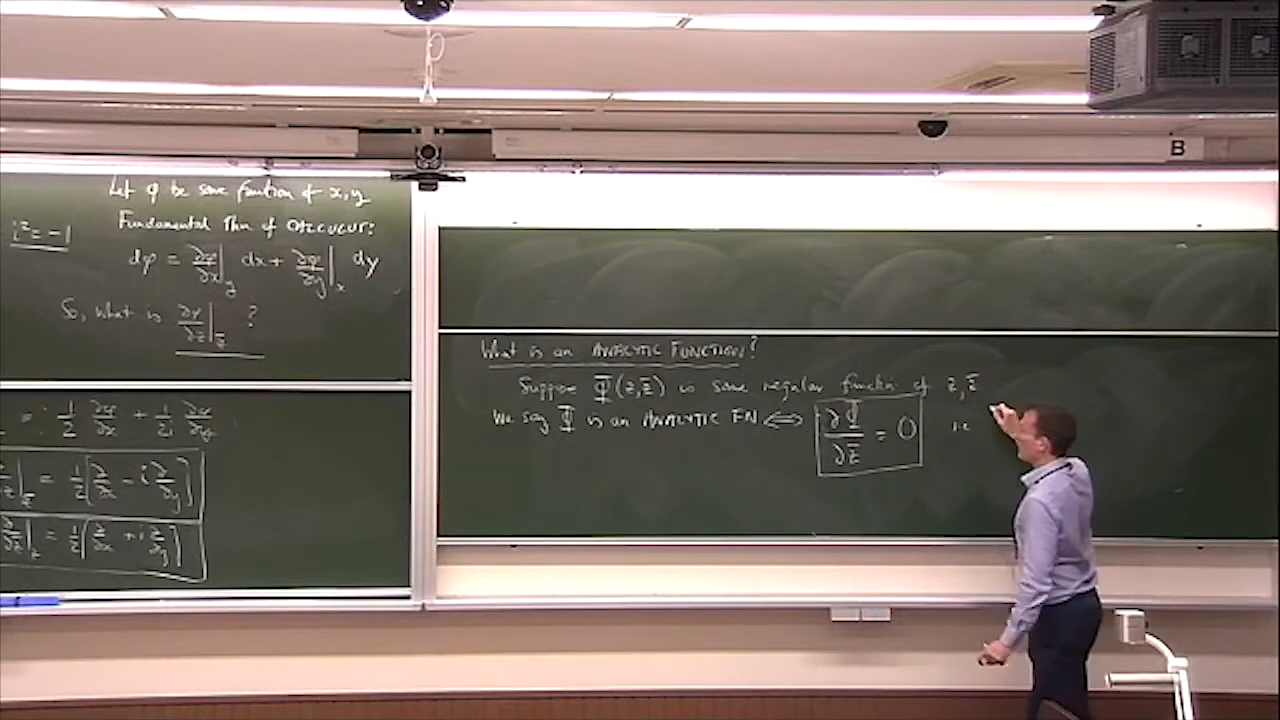 Let φ be some function of x, y
i² = -1
Fundamental Thm of CALCULUS:
dφ = ∂φ/∂x|_y dx + ∂φ/∂y|_x dy
So, what is ∂φ/∂z|_z̄ ?
= 1/2 ∂φ/∂x + 1/2i ∂φ/∂y
|_z̄ = 1/2 [∂/∂x - i ∂/∂y]
∂/∂z̄|_z = 1/2 [∂/∂x + i ∂/∂y]
B
What is an ANALYTIC FUNCTION?
Suppose Φ(z, z̄) is some regular function of z, z̄
We say Φ is an ANALYTIC FN ⇔ ∂Φ/∂z̄ = 0 i.e